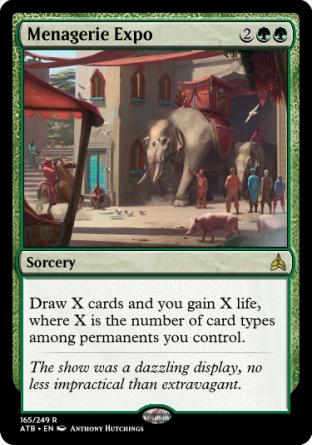 Menagerie Expo 2
Sorcery
Draw X cards and you gain X life,
where X is the number of card types
among permanents you control.
The show was a dazzling display, no
less impractical than extravagant.
165/249 R
ATB • EN Anthony Hutchings